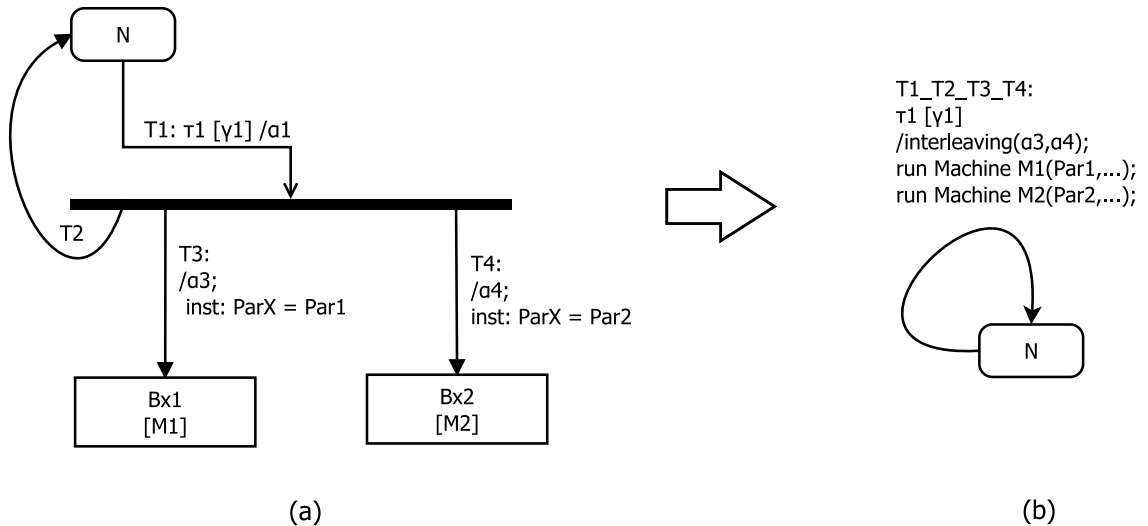 N
T1: τ1 [γ1] /α1
T2
T3:
/α3;
inst: ParX = Par1
T4:
/α4;
inst: ParX = Par2
Bx1
[M1]
Bx2
[M2]
(a)
T1_T2_T3_T4:
τ1 [γ1]
/interleaving(α3,α4);
run Machine M1(Par1,...);
run Machine M2(Par2,...);
N
(b)